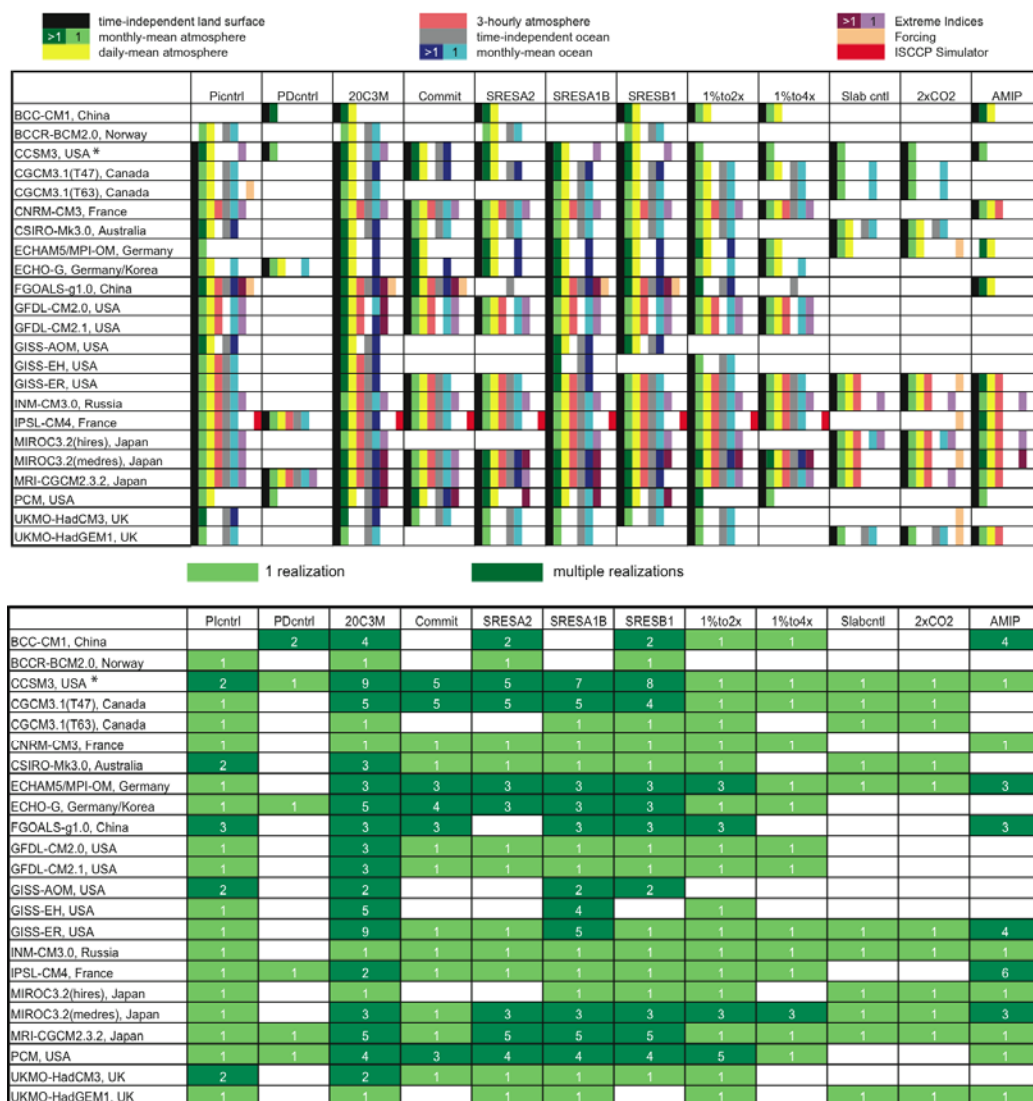 time-independent land surface 3-hourly atmosphere >1 1 Extreme Indices
>1 1 monthly-mean atmosphere time-independent ocean Forcing
daily-mean atmosphere >1 1 monthly-mean ocean ISCCP Simulator
Picntrl PDcntrl 20C3M Commit SRESA2 SRESA1B SRESB1 1%to2x 1%to4x Slab cntl 2xCO2 AMIP
BCC-CM1, China
BCCR-BCM2.0, Norway
CCSM3, USA *
CGCM3.1(T47), Canada
CGCM3.1(T63), Canada
CNRM-CM3, France
CSIRO-Mk3.0, Australia
ECHAM5/MPI-OM, Germany
ECHO-G, Germany/Korea
FGOALS-g1.0, China
GFDL-CM2.0, USA
GFDL-CM2.1, USA
GISS-AOM, USA
GISS-EH, USA
GISS-ER, USA
INM-CM3.0, Russia
IPSL-CM4, France
MIROC3.2(hires), Japan
MIROC3.2(medres), Japan
MRI-CGCM2.3.2, Japan
PCM, USA
UKMO-HadCM3, UK
UKMO-HadGEM1, UK
1 realization multiple realizations
PIcntrl PDcntrl 20C3M Commit SRESA2 SRESA1B SRESB1 1%to2x 1%to4x Slabcntl 2xCO2 AMIP
BCC-CM1, China 2 4 2 2 1 1 4
BCCR-BCM2.0, Norway 1 1 1 1
CCSM3, USA * 2 1 9 5 5 7 8 1 1 1 1 1
CGCM3.1(T47), Canada 1 5 5 5 5 4 1 1 1 1
CGCM3.1(T63), Canada 1 1 1 1 1 1 1
CNRM-CM3, France 1 1 1 1 1 1 1 1 1
CSIRO-Mk3.0, Australia 2 3 1 1 1 1 1 1 1
ECHAM5/MPI-OM, Germany 1 3 3 3 3 3 3 1 1 1 3
ECHO-G, Germany/Korea 1 1 5 4 3 3 3 1 1
FGOALS-g1.0, China 3 3 3 3 3 3 3
GFDL-CM2.0, USA 1 3 1 1 1 1 1 1
GFDL-CM2.1, USA 1 3 1 1 1 1 1 1
GISS-AOM, USA 2 2 2 2
GISS-EH, USA 1 5 4 1
GISS-ER, USA 1 9 1 1 5 1 1 1 1 1 4
INM-CM3.0, Russia 1 1 1 1 1 1 1 1 1 1 1
IPSL-CM4, France 1 1 2 1 1 1 1 1 1 6
MIROC3.2(hires), Japan 1 1 1 1 1 1 1 1
MIROC3.2(medres), Japan 1 3 1 3 3 3 3 3 1 1 3
MRI-CGCM2.3.2, Japan 1 1 5 1 5 5 5 1 1 1 1 1
PCM, USA 1 1 4 3 4 4 4 5 1 1
UKMO-HadCM3, UK 2 2 1 1 1 1 1
UKMO-HadGEM1, UK 1 1 1 1 1 1 1 1